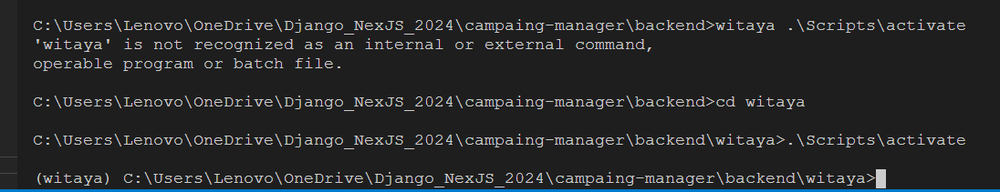 C:\Users\Lenovo\OneDrive\Django_NexJS_2024\campaing-manager\backend>witaya .\Scripts\activate
'witaya' is not recognized as an internal or external command,
operable program or batch file.
C:\Users\Lenovo\OneDrive\Django_NexJS_2024\campaing-manager\backend>cd witaya
C:\Users\Lenovo\OneDrive\Django_NexJS_2024\campaing-manager\backend\witaya>.\Scripts\activate
(witaya) C:\Users\Lenovo\OneDrive\Django_NexJS_2024\campaing-manager\backend\witaya>